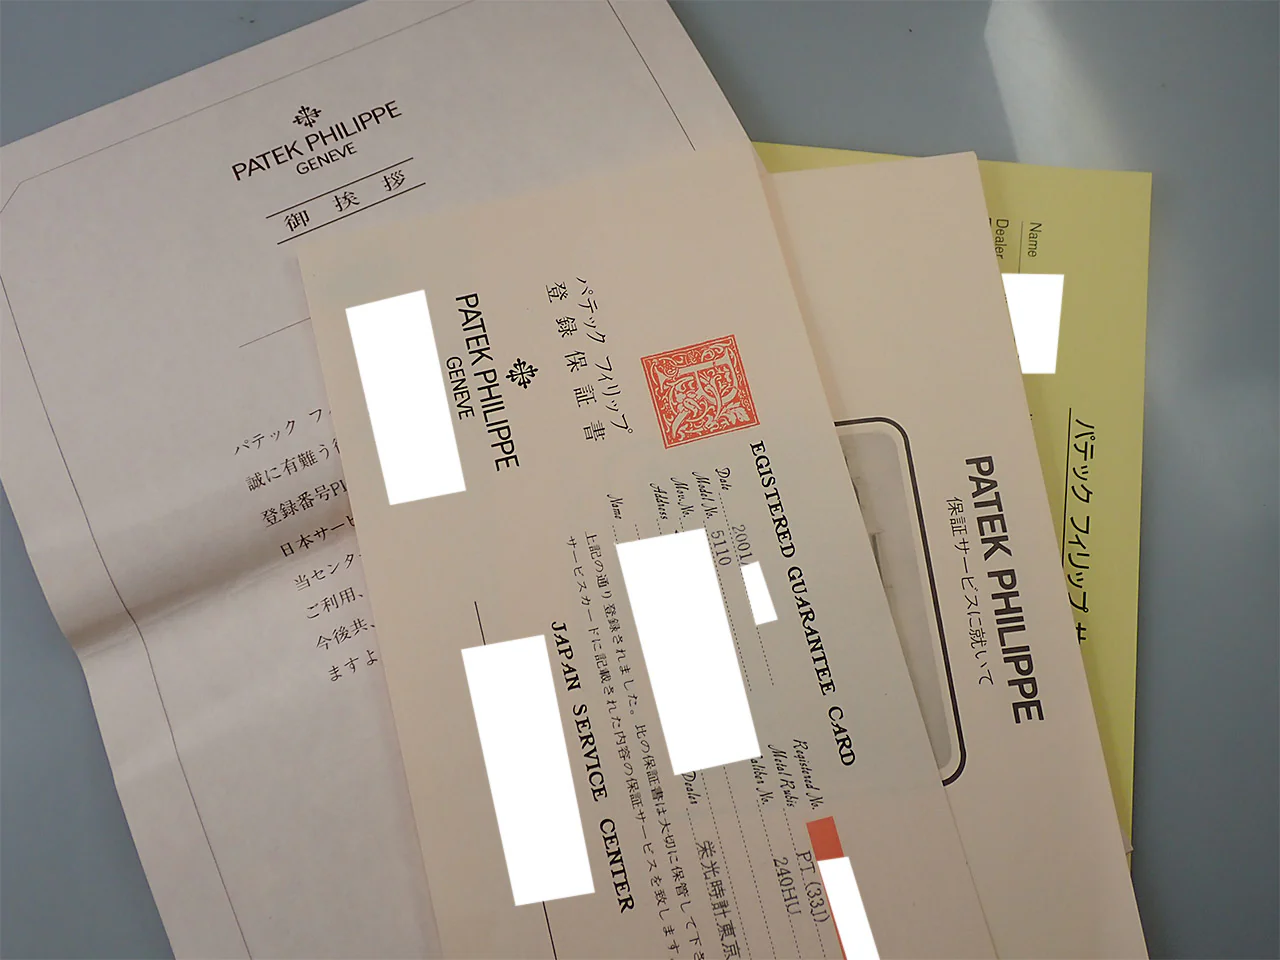 PATEK PHILIPPE
GENEVE
御 挨 拶
パテック フィ
誠に有難う
登録番号
日本サービ
当センタ
ご利用、
今後共、
ますよ
PATEK PHILIPPE
GENEVE
パテック フィリップ
登 録 保 証 書
EGISTERED GUARANTEE CARD
Date 2001
Model No. 5110
Mov. No.
Address
Name
Registered No.
Metal Rubis PT (33J)
aliber No. 240HU
Dealer 栄光時計東京
上記の通り登録されました。比の保証書は大切に保管して下さ
サービスカードに記載された内容の保証サービスを致します。
JAPAN SERVICE CENTER
PATEK PHILIPPE
保証サービスに就いて
Name
Dealer
パテック フィリップ サ